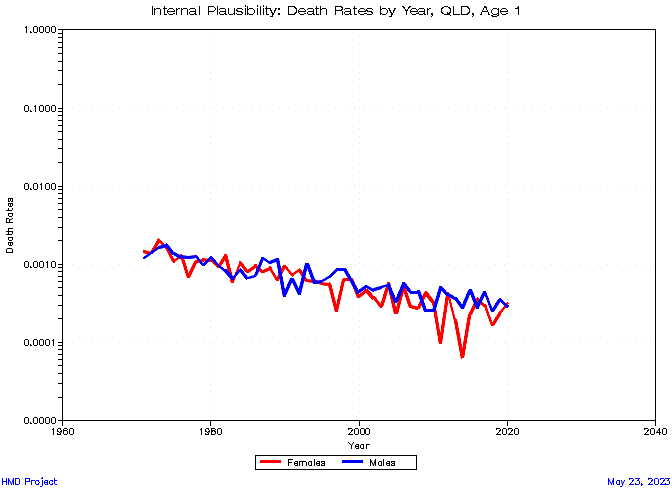 Internal Plausibility: Death Rates by Year, QLD, Age 1
1.0000
0.1000
0.0100
0.0010
0.0001
0.0000
Death Rates
1960
1980
2000
2020
2040
Year
Females
Males
HMD Project
May 23, 2023